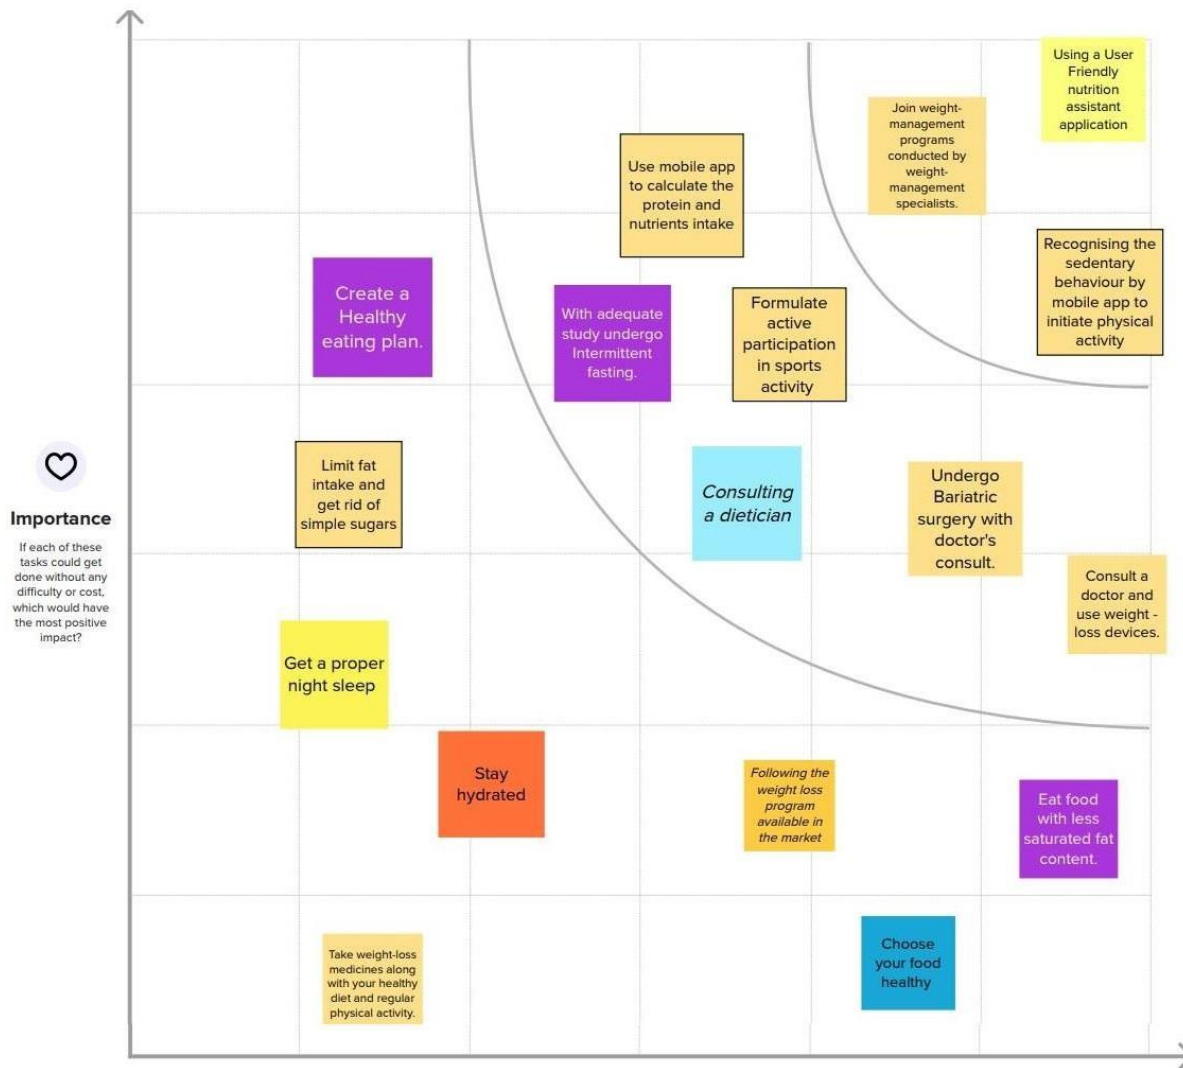 Using a User
Friendly
nutrition
assistant
application
Join weight-
management
programs
conducted by
weight-
management
specialists.
Use mobile app
to calculate the
protein and
nutrients intake
Recognising the
sedentary
behaviour by
mobile app to
initiate physical
activity
Create a
Healthy
eating plan.
With adequate
study undergo
Intermittent
fasting.
Formulate
active
participation
in sports
activity
Limit fat
intake and
get rid of
simple sugars
Consulting
a dietician
Undergo
Bariatric
surgery with
doctor's
consult.
Importance
If each of these
tasks could get
done without any
difficulty or cost,
which would have
the most positive
impact?
Consult a
doctor and
use weight -
loss devices.
Get a proper
night sleep
Stay
hydrated
Following the
weight loss
program
available in
the market
Eat food
with less
saturated fat
content.
Take weight-loss
medicines along
with your healthy
diet and regular
physical activity.
Choose
your food
healthy